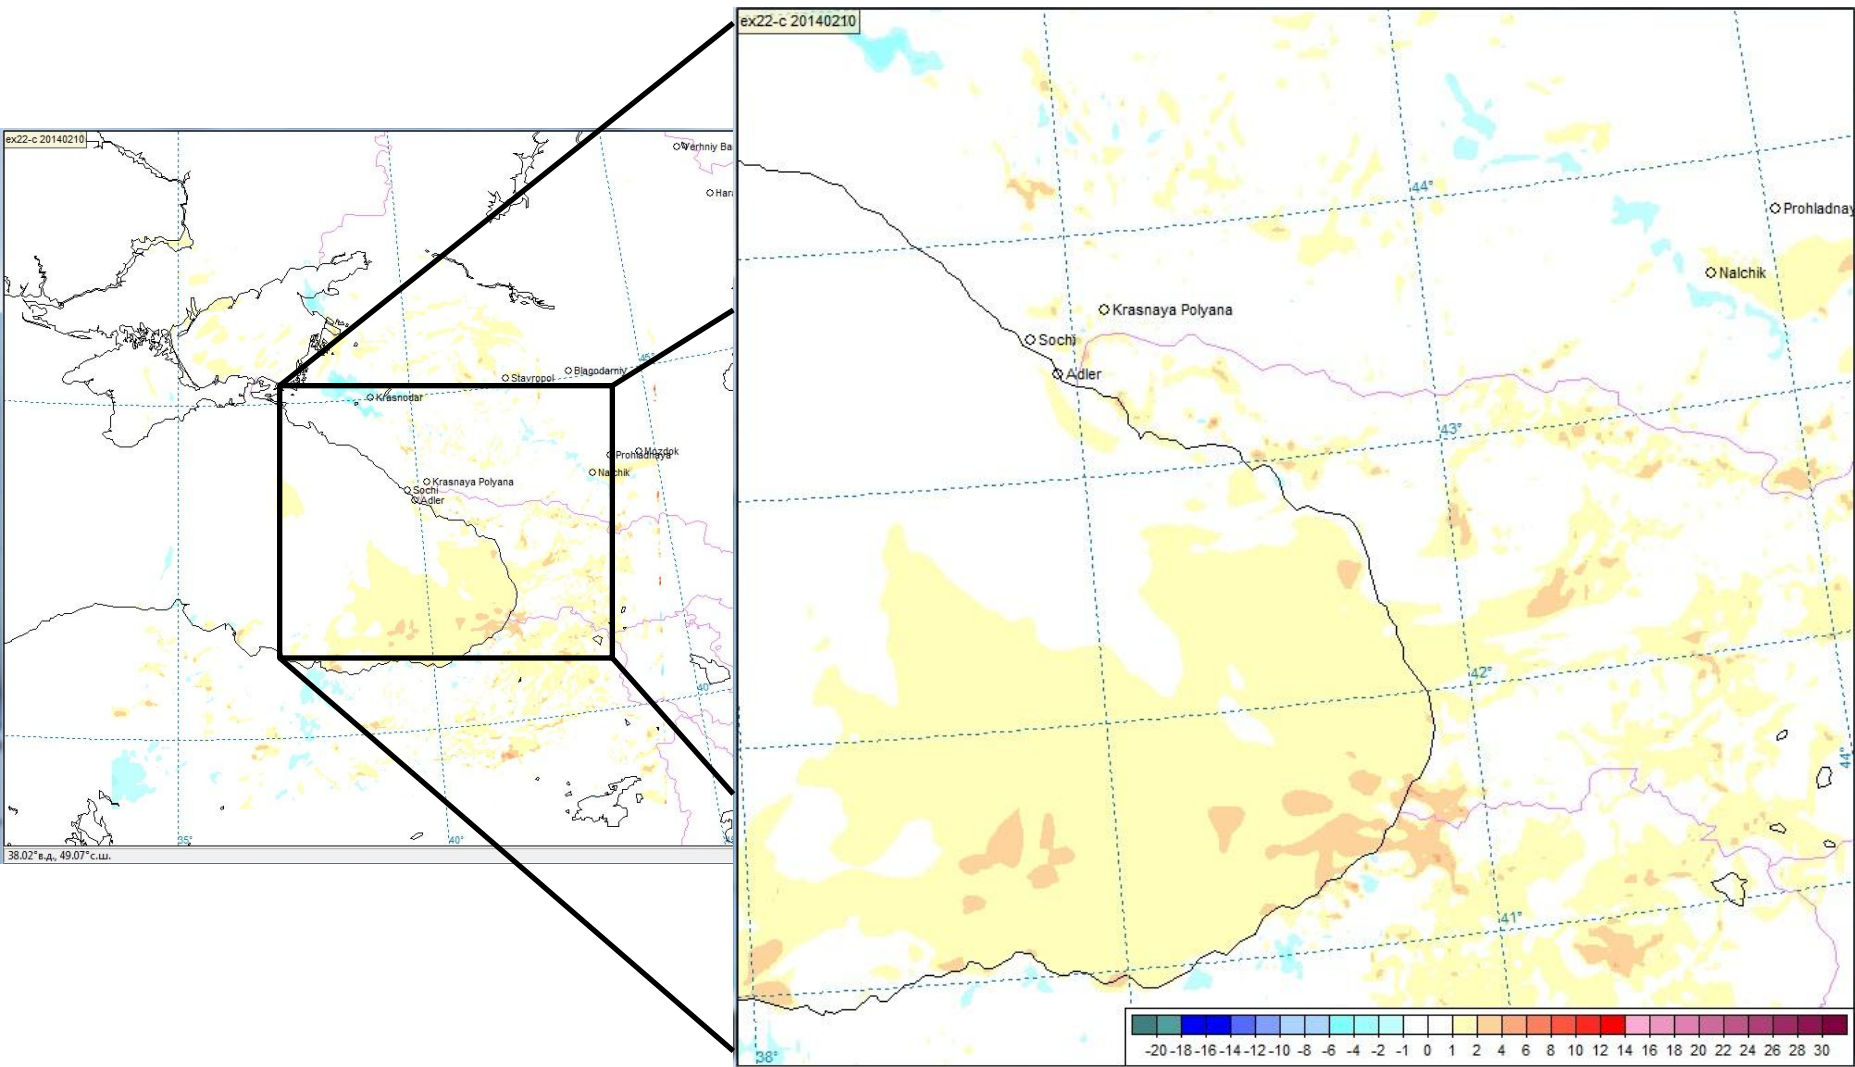 ex22-c 20140210
Verhniy Ba
Har
45°
Stavropol
Blagodarniy
Krasnodar
Mozdok
Prohladnaya
Nalchik
Krasnaya Polyana
Sochi
Adler
40°
35°
40°
38.02°в.д., 49.07°с.ш.
ex22-c 20140210
44°
Prohladnay
Nalchik
Krasnaya Polyana
Sochi
Adler
43°
42°
44°
41°
38°
-20 -18 -16 -14 -12 -10 -8 -6 -4 -2 -1 0 1 2 4 6 8 10 12 14 16 18 20 22 24 26 28 30